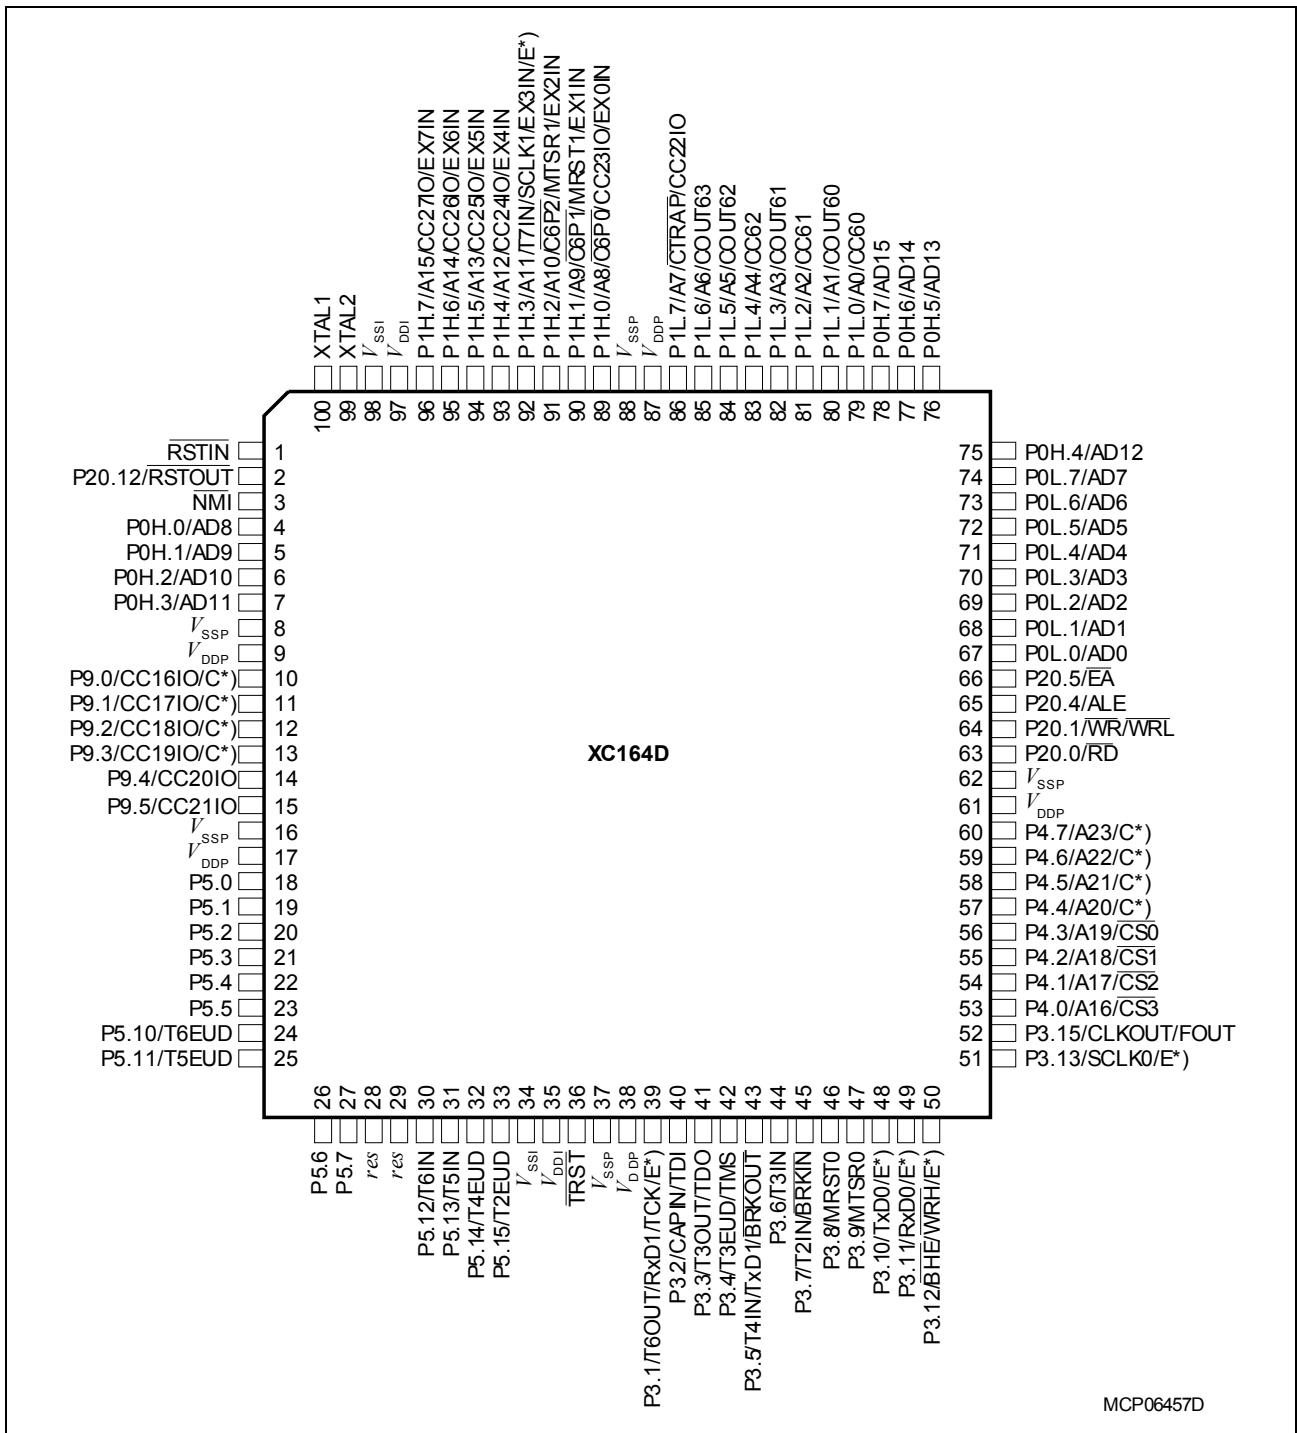 XTAL1
XTAL2
VSSI
VDDI
P1H.7/A15/CC27IO/EX7IN
P1H.6/A14/CC26IO/EX6IN
P1H.5/A13/CC25IO/EX5IN
P1H.4/A12/CC24IO/EX4IN
P1H.3/A11/T7IN/SCLK1/EX3IN/E*)
P1H.2/A10/C6P2/MTSR1/EX2IN
P1H.1/A9/C6P1/MRST1/EX1IN
P1H.0/A8/C6P0/CC23IO/EX0IN
VSSP
VDDP
P1L.7/A7/CTRAP/CC22IO
P1L.6/A6/COUT63
P1L.5/A5/COUT62
P1L.4/A4/CC62
P1L.3/A3/COUT61
P1L.2/A2/CC61
P1L.1/A1/COUT60
P1L.0/A0/CC60
P0H.7/AD15
P0H.6/AD14
P0H.5/AD13
100 99 98 97 96 95 94 93 92 91 90 89 88 87 86 85 84 83 82 81 80 79 78 77 76
RSTIN 1
P20.12/RSTOUT 2
NMI 3
P0H.0/AD8 4
P0H.1/AD9 5
P0H.2/AD10 6
P0H.3/AD11 7
VSSP 8
VDDP 9
P9.0/CC16IO/C*) 10
P9.1/CC17IO/C*) 11
P9.2/CC18IO/C*) 12
P9.3/CC19IO/C*) 13
P9.4/CC20IO 14
P9.5/CC21IO 15
VSSP 16
VDDP 17
P5.0 18
P5.1 19
P5.2 20
P5.3 21
P5.4 22
P5.5 23
P5.10/T6EUD 24
P5.11/T5EUD 25
XC164D
75 P0H.4/AD12
74 P0L.7/AD7
73 P0L.6/AD6
72 P0L.5/AD5
71 P0L.4/AD4
70 P0L.3/AD3
69 P0L.2/AD2
68 P0L.1/AD1
67 P0L.0/AD0
66 P20.5/EA
65 P20.4/ALE
64 P20.1/WR/WRL
63 P20.0/RD
62 VSSP
61 VDDP
60 P4.7/A23/C*)
59 P4.6/A22/C*)
58 P4.5/A21/C*)
57 P4.4/A20/C*)
56 P4.3/A19/CS0
55 P4.2/A18/CS1
54 P4.1/A17/CS2
53 P4.0/A16/CS3
52 P3.15/CLKOUT/FOUT
51 P3.13/SCLK0/E*)
26 27 28 29 30 31 32 33 34 35 36 37 38 39 40 41 42 43 44 45 46 47 48 49 50
P5.6
P5.7
res
res
P5.12/T6IN
P5.13/T5IN
P5.14/T4EUD
P5.15/T2EUD
VSSI
VDDI
TRST
VSSP
VDDP
P3.1/T6OUT/RxD1/TCK/E*)
P3.2/CAPIN/TDI
P3.3/T3OUT/TDO
P3.4/T3EUD/TMS
P3.5/T4IN/TxD1/BRKOUT
P3.6/T3IN
P3.7/T2IN/BRKIN
P3.8/MRST0
P3.9/MTSR0
P3.10/TxD0/E*)
P3.11/RxD0/E*)
P3.12/BHE/WRH/E*)
MCP06457D